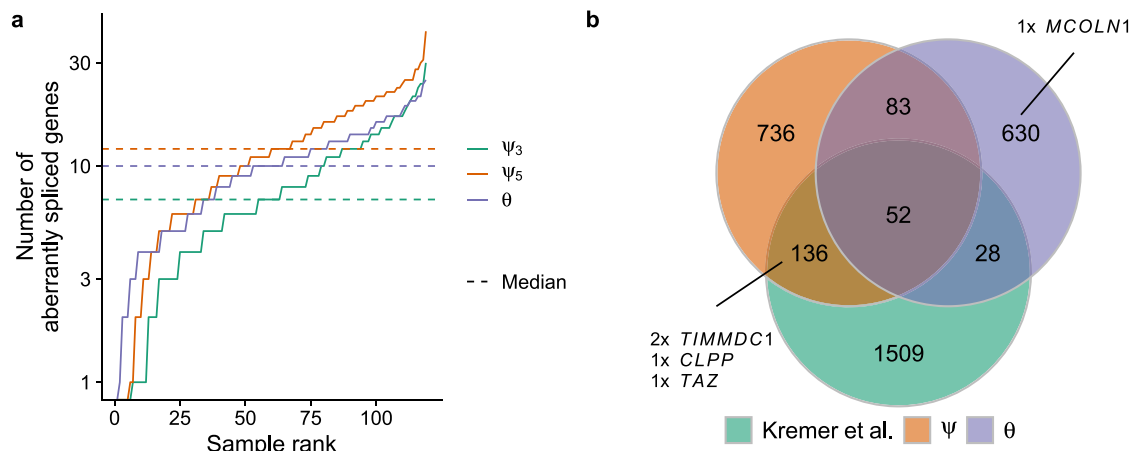 a
Number of
aberrantly spliced genes
30
10
3
1
0
25
50
75
100
Sample rank
ψ3
ψ5
θ
Median
b
1x MCOLN1
83
736
630
52
136
28
2x TIMMDC1
1x CLPP
1x TAZ
1509
Kremer et al.
ψ
θ